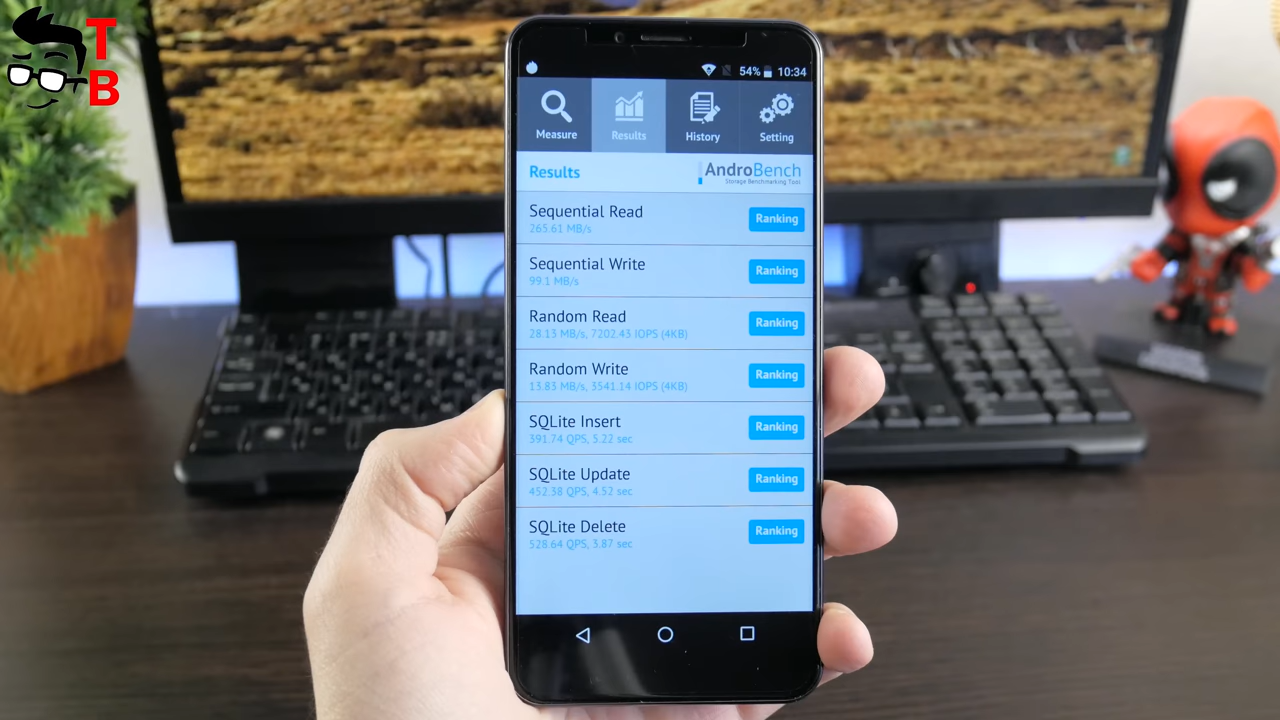 T
B
54% 10:34
Measure Results History Setting
Results AndroBench
Storage Benchmarking Tool
Sequential Read Ranking
265.61 MB/s
Sequential Write Ranking
99.1 MB/s
Random Read Ranking
28.13 MB/s, 7202.43 IOPS (4KB)
Random Write Ranking
13.83 MB/s, 3541.14 IOPS (4KB)
SQLite Insert Ranking
391.74 QPS, 5.22 sec
SQLite Update Ranking
452.38 QPS, 4.52 sec
SQLite Delete Ranking
528.64 QPS, 3.87 sec